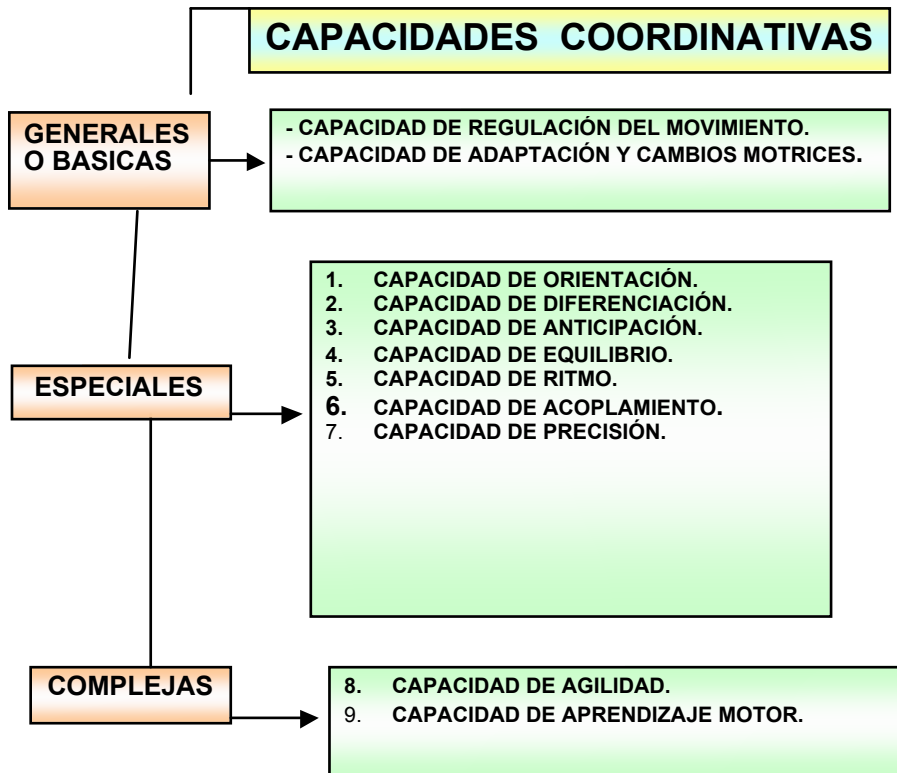 CAPACIDADES COORDINATIVAS
GENERALES
O BASICAS
- CAPACIDAD DE REGULACIÓN DEL MOVIMIENTO.
- CAPACIDAD DE ADAPTACIÓN Y CAMBIOS MOTRICES.
ESPECIALES
1. CAPACIDAD DE ORIENTACIÓN.
2. CAPACIDAD DE DIFERENCIACIÓN.
3. CAPACIDAD DE ANTICIPACIÓN.
4. CAPACIDAD DE EQUILIBRIO.
5. CAPACIDAD DE RITMO.
6. CAPACIDAD DE ACOPLAMIENTO.
7. CAPACIDAD DE PRECISIÓN.
COMPLEJAS
8. CAPACIDAD DE AGILIDAD.
9. CAPACIDAD DE APRENDIZAJE MOTOR.